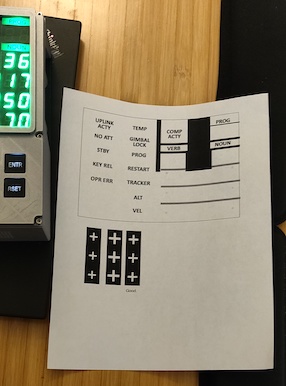 36
17
50
70
ENTR
RSET
UPLINK
ACTY
NO ATT
STBY
KEY REL
OPR ERR
TEMP
GIMBAL
LOCK
PROG
RESTART
TRACKER
ALT
VEL
COMP
ACTY
VERB
PROG
NOUN
+ + +
+ + +
+ + +